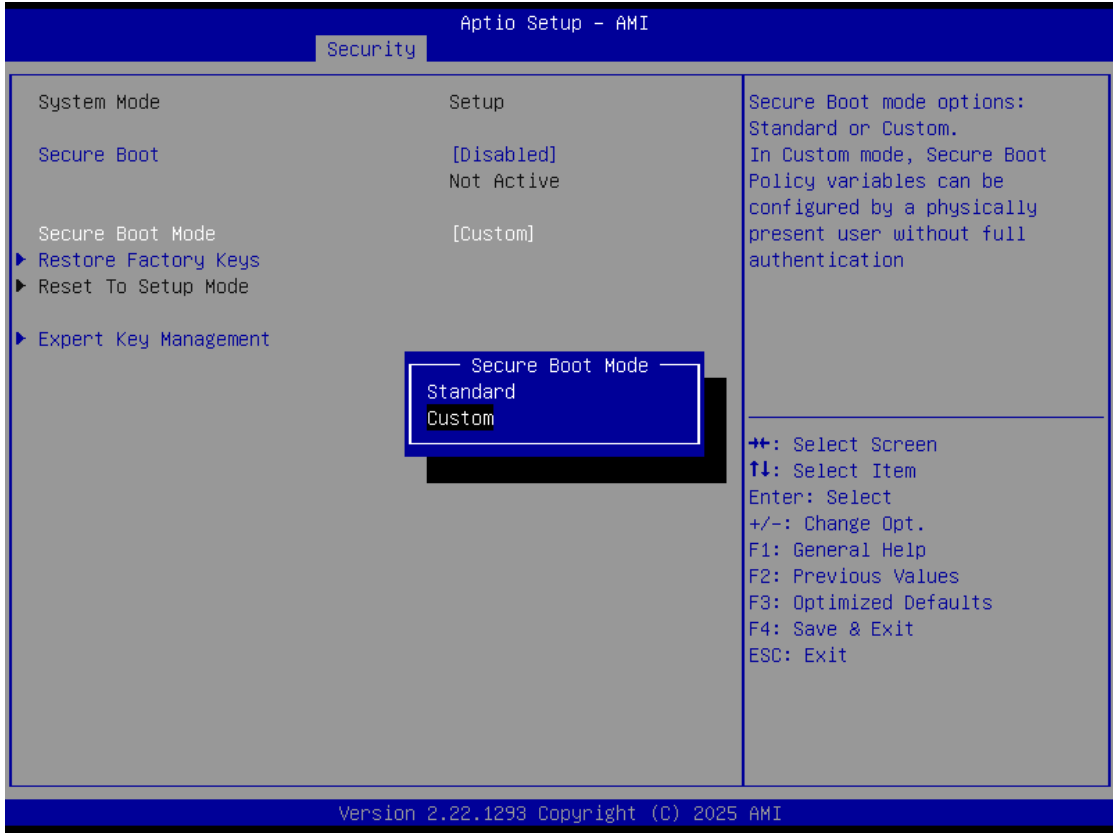 Aptio Setup – AMI
Security
System Mode Setup
Secure Boot [Disabled]
Not Active
Secure Boot Mode [Custom]
Restore Factory Keys
Reset To Setup Mode
Expert Key Management
Secure Boot Mode
Standard
Custom
Secure Boot mode options:
Standard or Custom.
In Custom mode, Secure Boot
Policy variables can be
configured by a physically
present user without full
authentication
→←: Select Screen
↑↓: Select Item
Enter: Select
+/-: Change Opt.
F1: General Help
F2: Previous Values
F3: Optimized Defaults
F4: Save & Exit
ESC: Exit
Version 2.22.1293 Copyright (C) 2025 AMI